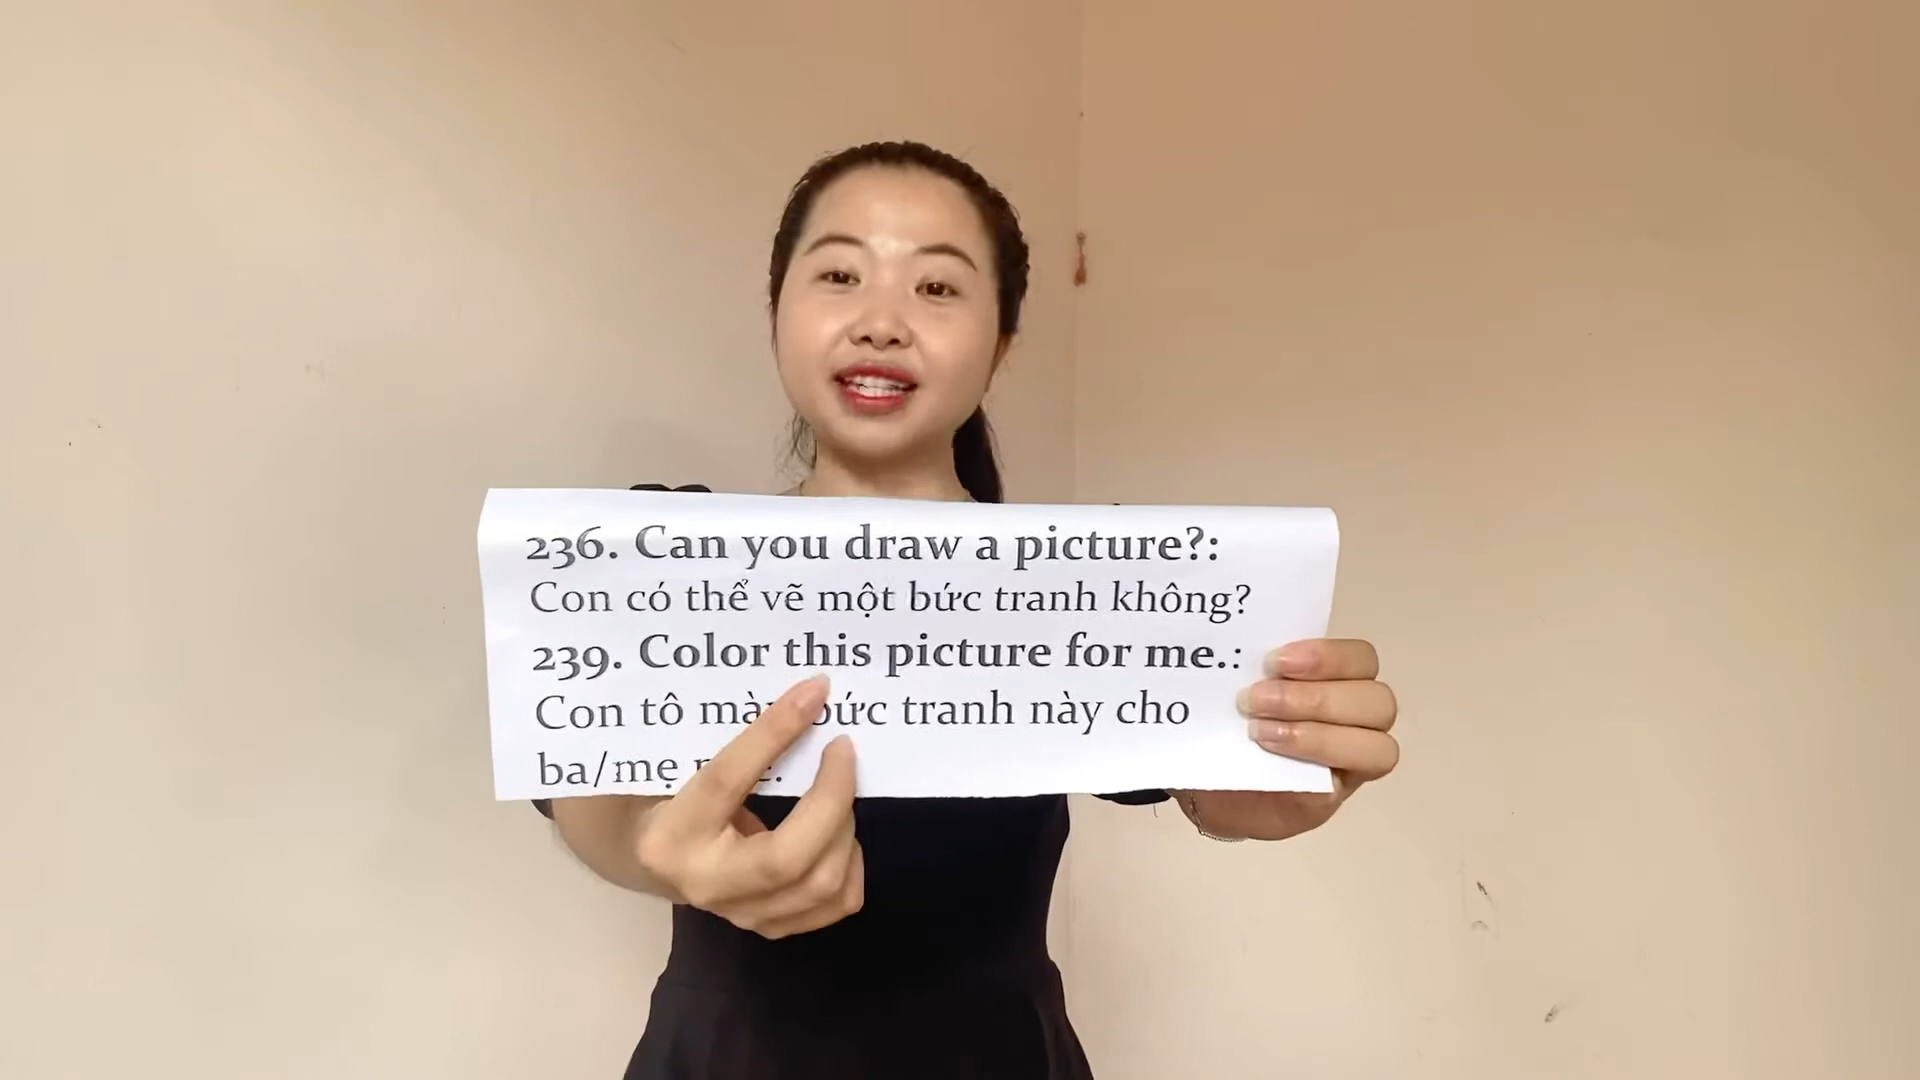 236. Can you draw a picture?:
Con có thể vẽ một bức tranh không?
239. Color this picture for me.:
Con tô bức tranh này cho
ba/mẹ